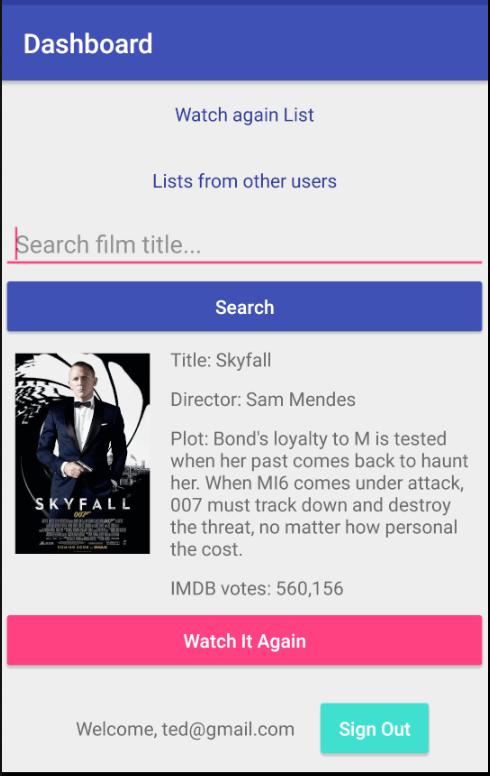 Dashboard
Watch again List
Lists from other users
Search film title...
Search
Title: Skyfall
Director: Sam Mendes
Plot: Bond's loyalty to M is tested
when her past comes back to haunt
her. When MI6 comes under attack,
007 must track down and destroy
the threat, no matter how personal
the cost.
IMDB votes: 560,156
SKYFALL
007
Watch It Again
Welcome, ted@gmail.com
Sign Out